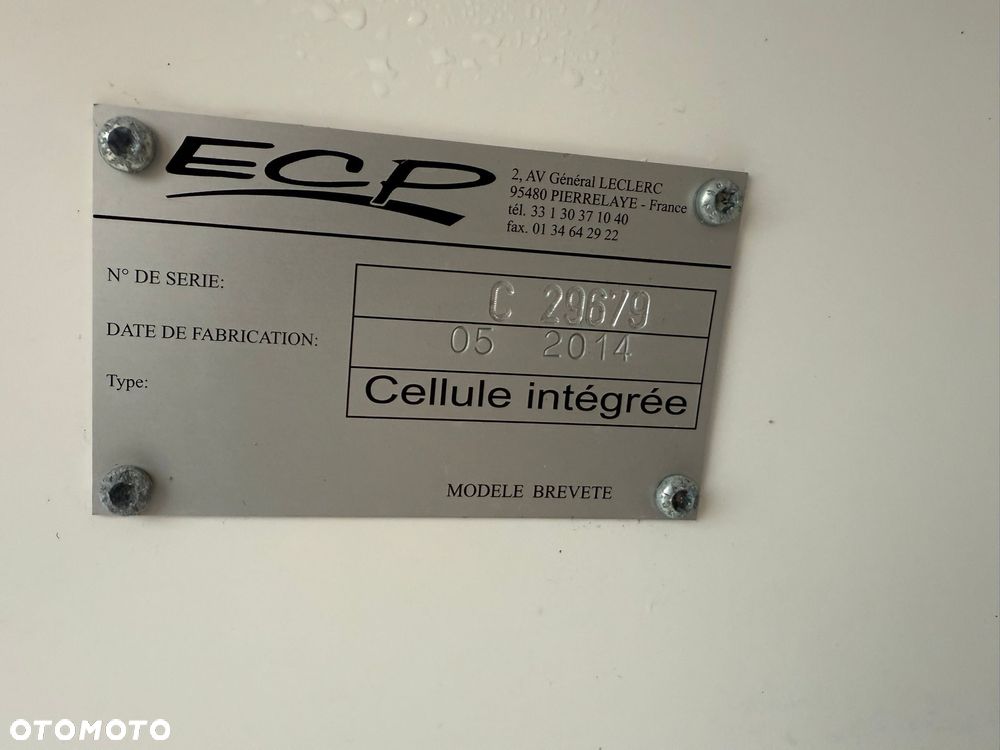 ECP
2, AV Général LECLERC
95480 PIERRELAYE - France
tél. 33 1 30 37 10 40
fax. 01 34 64 29 22
N° DE SERIE: C 29679
DATE DE FABRICATION: 05 2014
Type: Cellule intégrée
MODELE BREVETE
OTOMOTO